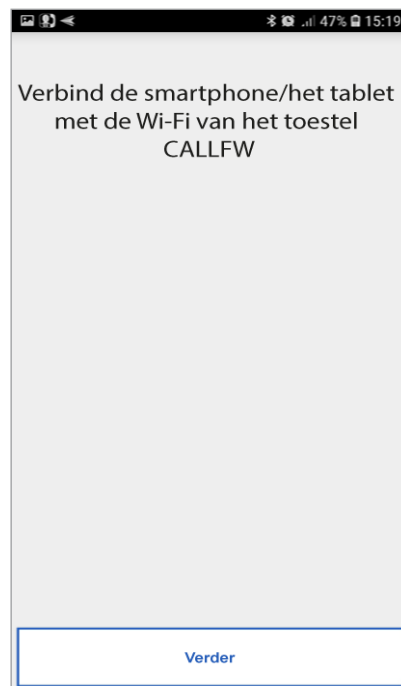 47% 15:19
Verbind de smartphone/het tablet
met de Wi-Fi van het toestel
CALLFW
Verder